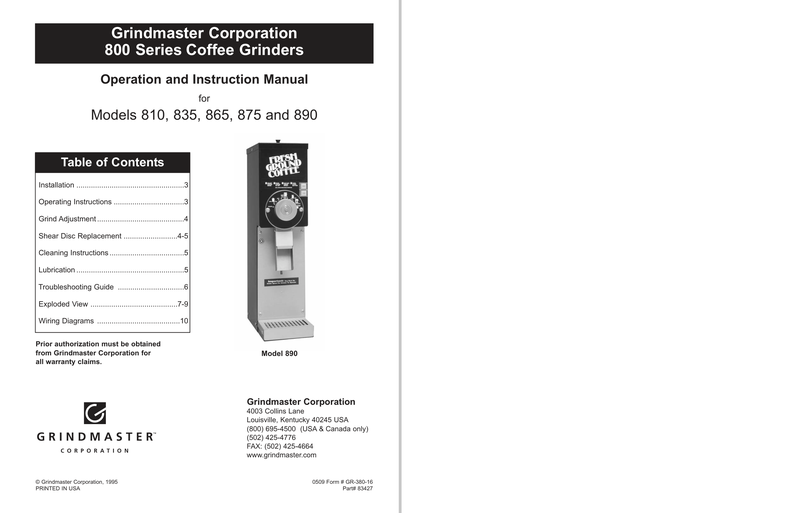 Grindmaster Corporation
800 Series Coffee Grinders
Operation and Instruction Manual
for
Models 810, 835, 865, 875 and 890
Table of Contents
Installation ....................................................3
Operating Instructions ..................................3
Grind Adjustment..........................................4
Shear Disc Replacement ..........................4-5
Cleaning Instructions....................................5
Lubrication ....................................................5
Troubleshooting Guide ................................6
Exploded View ..........................................7-9
Wiring Diagrams ........................................10
Prior authorization must be obtained
from Grindmaster Corporation for
all warranty claims.
FRESH
GROUND
COFFEE
Model 890
GRINDMASTER™
CORPORATION
Grindmaster Corporation
4003 Collins Lane
Louisville, Kentucky 40245 USA
(800) 695-4500 (USA & Canada only)
(502) 425-4776
FAX: (502) 425-4664
www.grindmaster.com
© Grindmaster Corporation, 1995
PRINTED IN USA
0509 Form # GR-380-16
Part# 83427